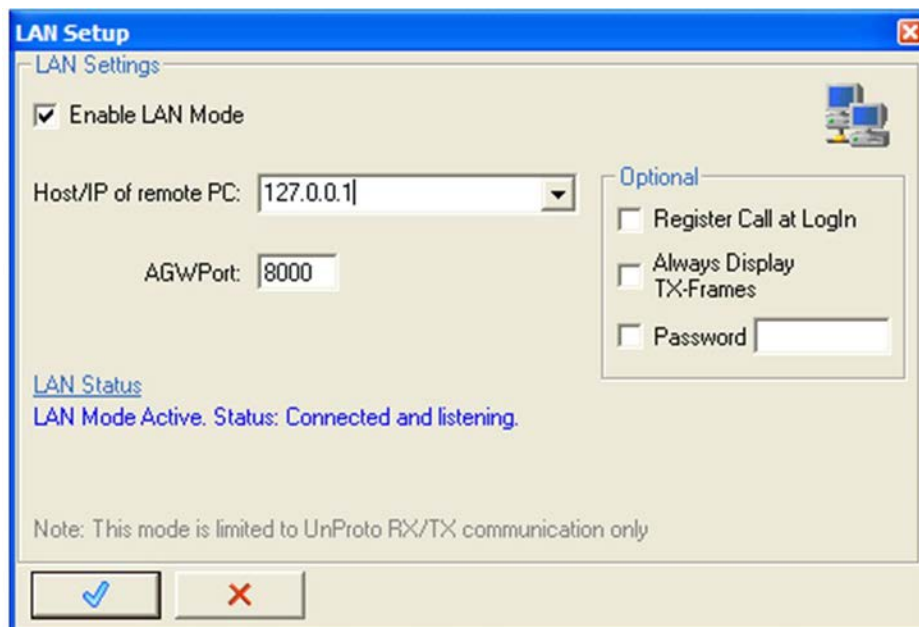 LAN Setup
LAN Settings
Enable LAN Mode
Host/IP of remote PC: 127.0.0.1
AGWPort: 8000
Optional
Register Call at LogIn
Always Display
TX-Frames
Password
LAN Status
LAN Mode Active. Status: Connected and listening.
Note: This mode is limited to UnProto RX/TX communication only